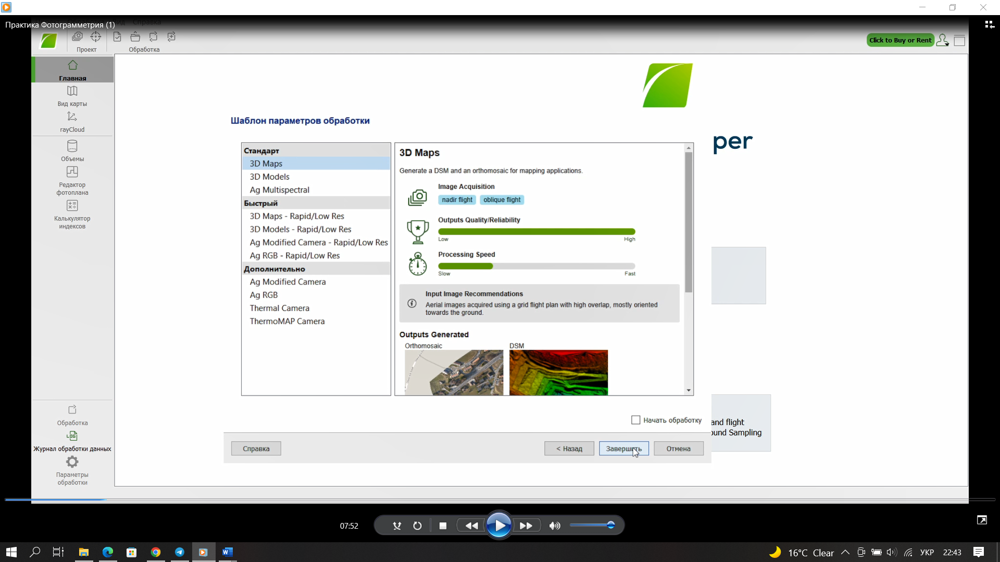 Практика Фотограмметрия (1)
Справка
Проект
Обработка
Click to Buy or Rent
Главная
Вид карты
rayCloud
Объемы
Редактор
фотоплана
Калькулятор
индексов
Обработка
LOG
Журнал обработки данных
Параметры
обработки
per
Шаблон параметров обработки
Стандарт
3D Maps
3D Models
Ag Multispectral
Быстрый
3D Maps - Rapid/Low Res
3D Models - Rapid/Low Res
Ag Modified Camera - Rapid/Low Res
Ag RGB - Rapid/Low Res
Дополнительно
Ag Modified Camera
Ag RGB
Thermal Camera
ThermoMAP Camera
3D Maps
Generate a DSM and an orthomosaic for mapping applications.
Image Acquisition
nadir flight oblique flight
Outputs Quality/Reliability
Low High
Processing Speed
Slow Fast
Input Image Recommendations
Aerial images acquired using a grid flight plan with high overlap, mostly oriented
towards the ground.
Outputs Generated
Orthomosaic DSM
Начать обработку
and flight
ound Sampling
Справка < Назад Завершить Отмена
07:52
16°C Clear УКР 22:43